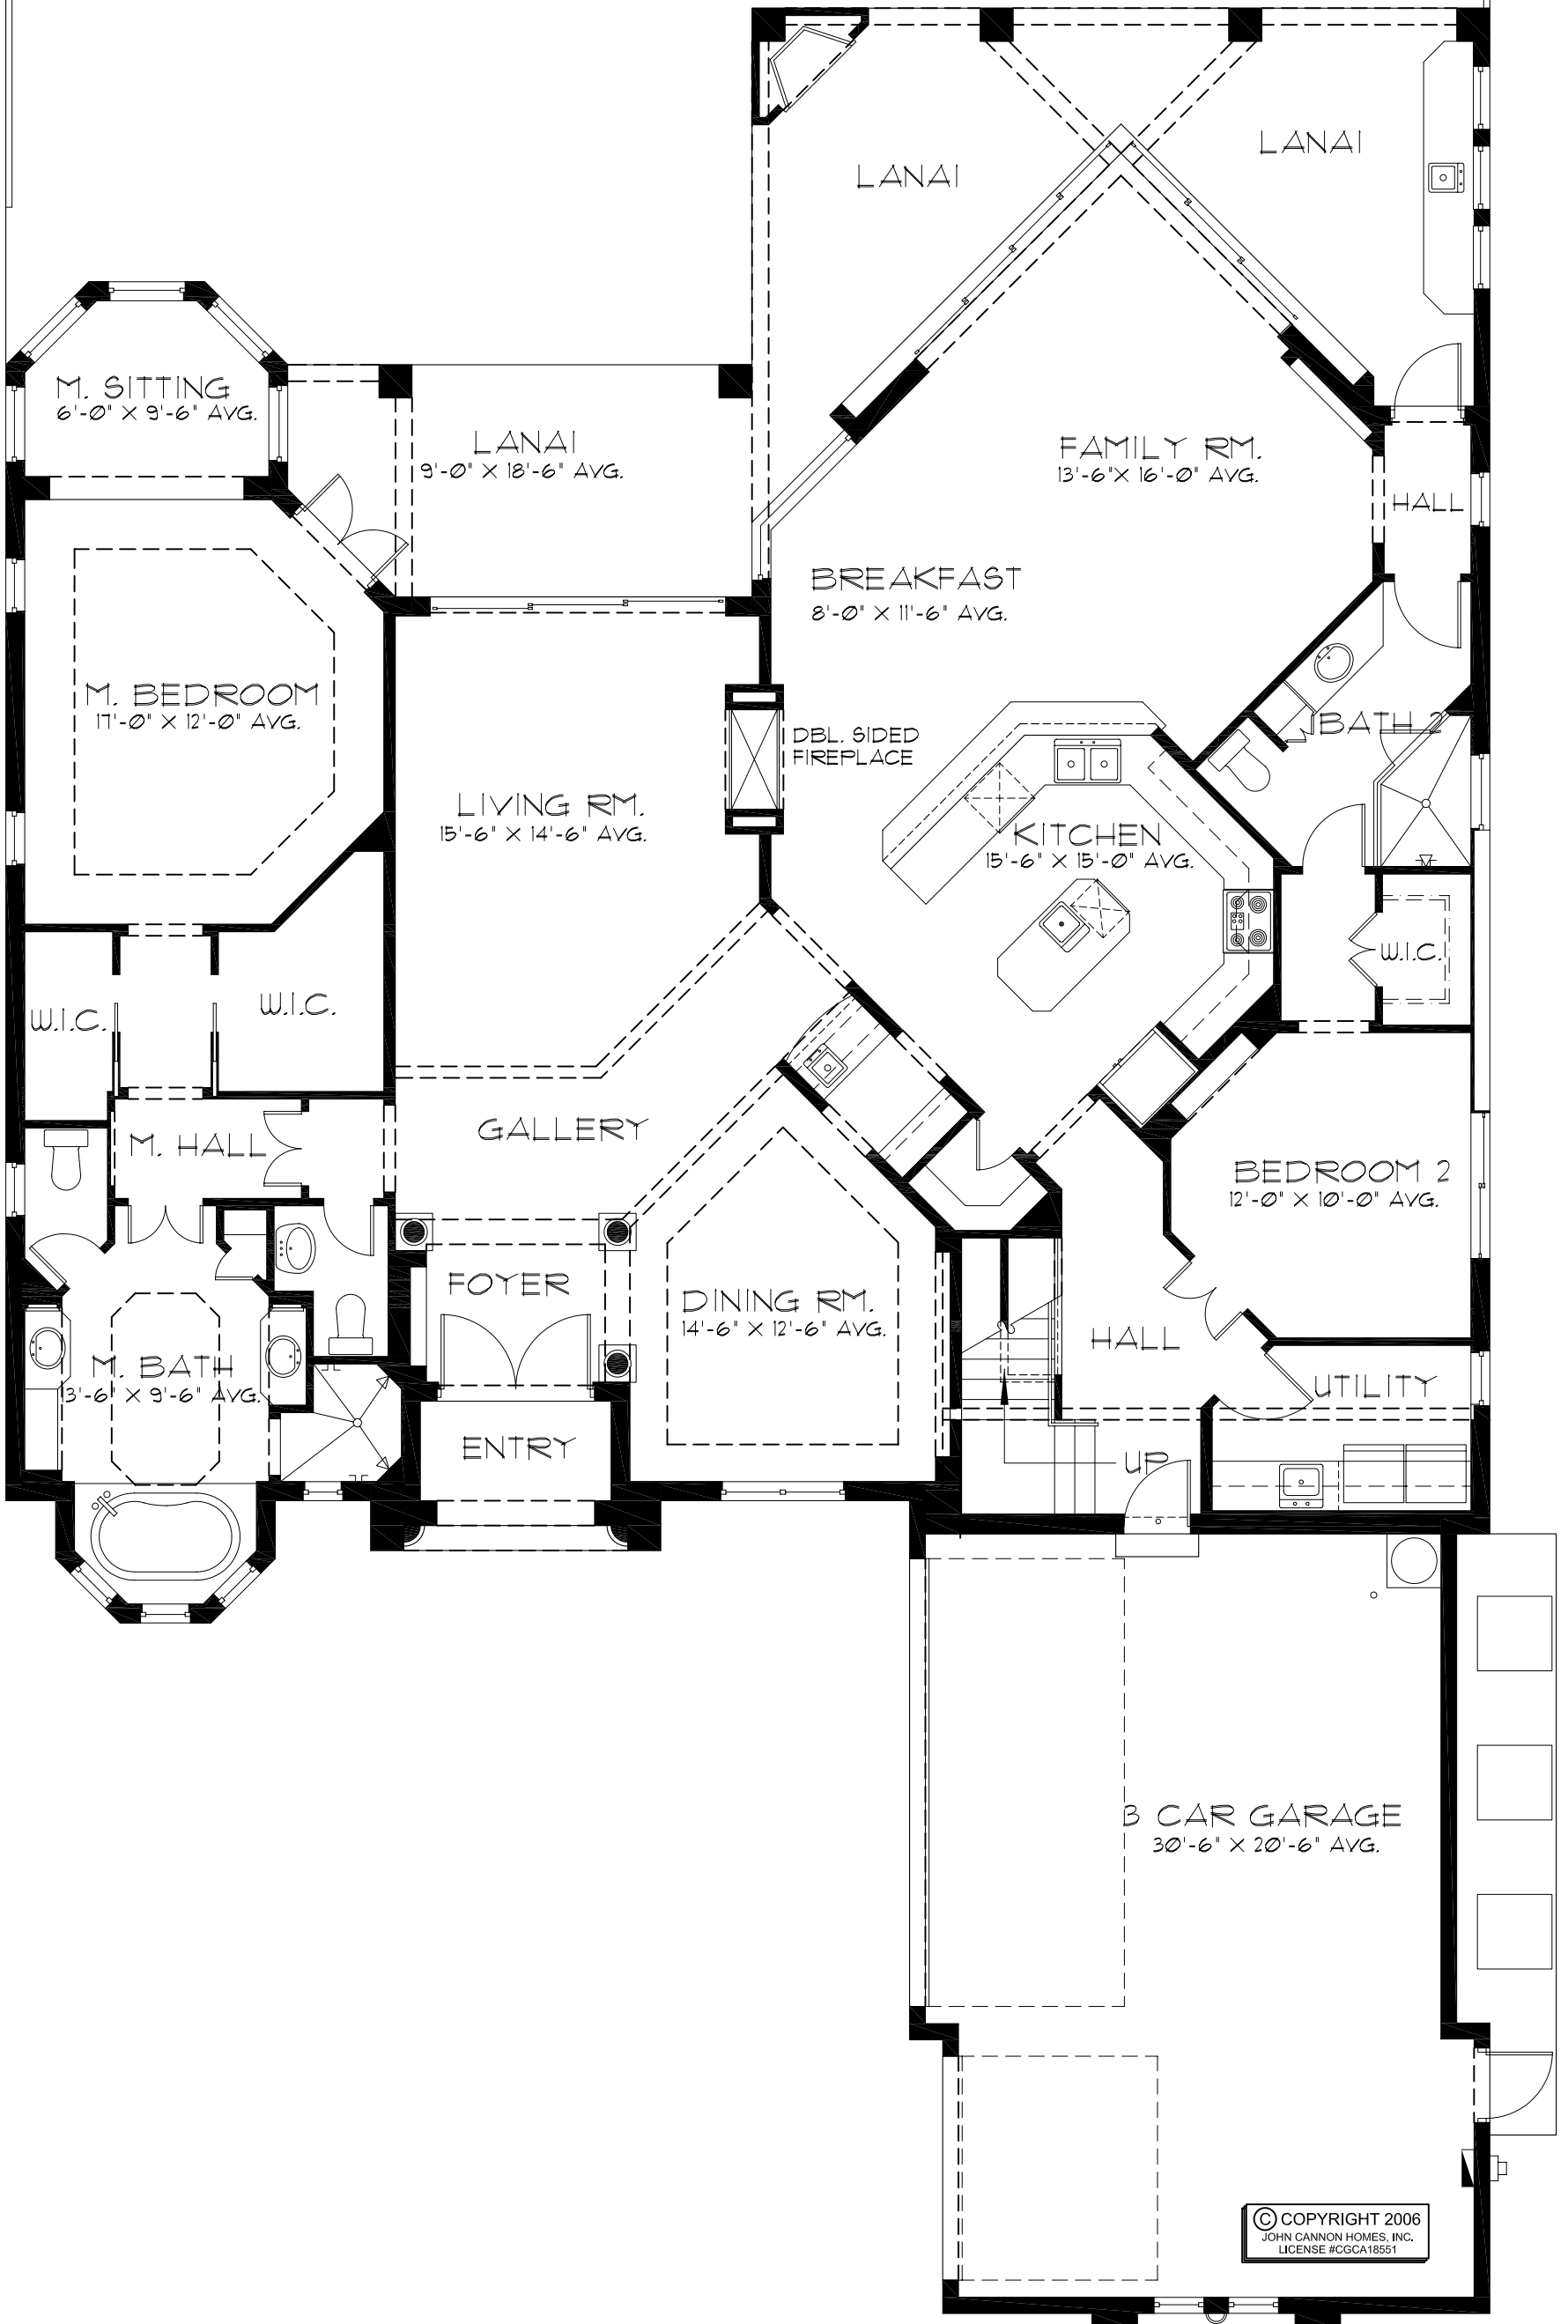 LANAI
LANAI
M. SITTING
6'-0" X 9'-6" AVG.
LANAI
9'-0" X 18'-6" AVG.
FAMILY RM.
13'-6" X 16'-0" AVG.
HALL
BREAKFAST
8'-0" X 11'-6" AVG.
M. BEDROOM
17'-0" X 12'-0" AVG.
BATH 2
DBL. SIDED
FIREPLACE
LIVING RM.
15'-6" X 14'-6" AVG.
KITCHEN
15'-6" X 15'-0" AVG.
W.I.C.
W.I.C.
W.I.C.
GALLERY
M. HALL
BEDROOM 2
12'-0" X 10'-0" AVG.
FOYER
DINING RM.
14'-6" X 12'-6" AVG.
HALL
M. BATH
13'-6" X 9'-6" AVG.
UTILITY
ENTRY
UP
3 CAR GARAGE
30'-6" X 20'-6" AVG.
© COPYRIGHT 2006
JOHN CANNON HOMES, INC.
LICENSE #CGCA18551